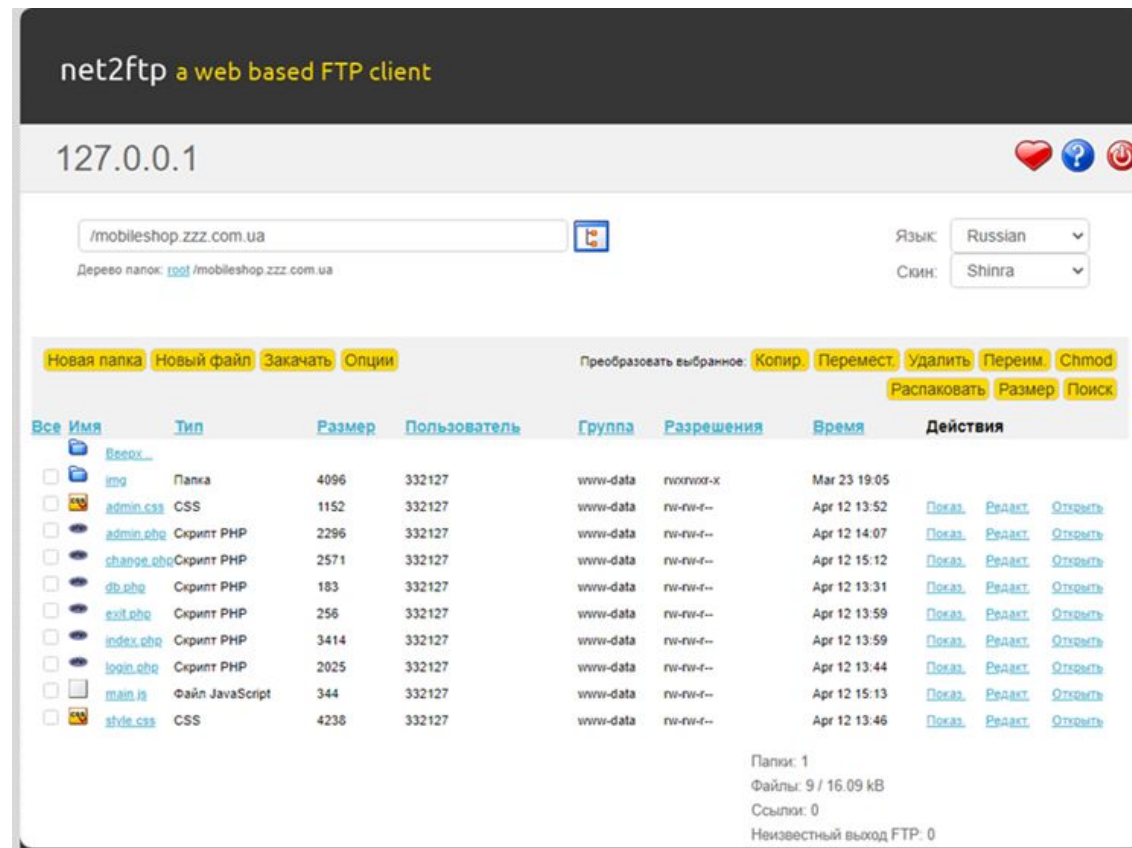 net2ftp a web based FTP client
127.0.0.1
/mobileshop.zzz.com.ua
Язык: Russian
Дерево папок: root /mobileshop.zzz.com.ua
Скин: Shinra
Новая папка Новый файл Закачать Опции Преобразовать выбранное: Копир. Перемест. Удалить Переим. Chmod
Распаковать Размер Поиск
Все Имя Тип Размер Пользователь Группа Разрешения Время Действия
Вверх ...
img Папка 4096 332127 www-data rwxrwxr-x Mar 23 19:05
admin.css CSS 1152 332127 www-data rw-rw-r-- Apr 12 13:52 Показ. Редакт. Открыть
admin.php Скрипт PHP 2296 332127 www-data rw-rw-r-- Apr 12 14:07 Показ. Редакт. Открыть
change.php Скрипт PHP 2571 332127 www-data rw-rw-r-- Apr 12 15:12 Показ. Редакт. Открыть
db.php Скрипт PHP 183 332127 www-data rw-rw-r-- Apr 12 13:31 Показ. Редакт. Открыть
exit.php Скрипт PHP 256 332127 www-data rw-rw-r-- Apr 12 13:59 Показ. Редакт. Открыть
index.php Скрипт PHP 3414 332127 www-data rw-rw-r-- Apr 12 13:59 Показ. Редакт. Открыть
login.php Скрипт PHP 2025 332127 www-data rw-rw-r-- Apr 12 13:44 Показ. Редакт. Открыть
main.js Файл JavaScript 344 332127 www-data rw-rw-r-- Apr 12 15:13 Показ. Редакт. Открыть
style.css CSS 4238 332127 www-data rw-rw-r-- Apr 12 13:46 Показ. Редакт. Открыть
Папки: 1
Файлы: 9 / 16.09 kB
Ссылки: 0
Неизвестный выход FTP: 0